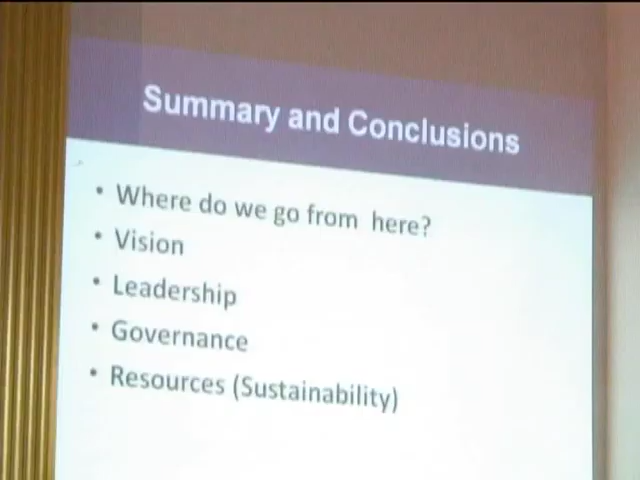 Summary and Conclusions
• Where do we go from here?
• Vision
• Leadership
• Governance
• Resources (Sustainability)